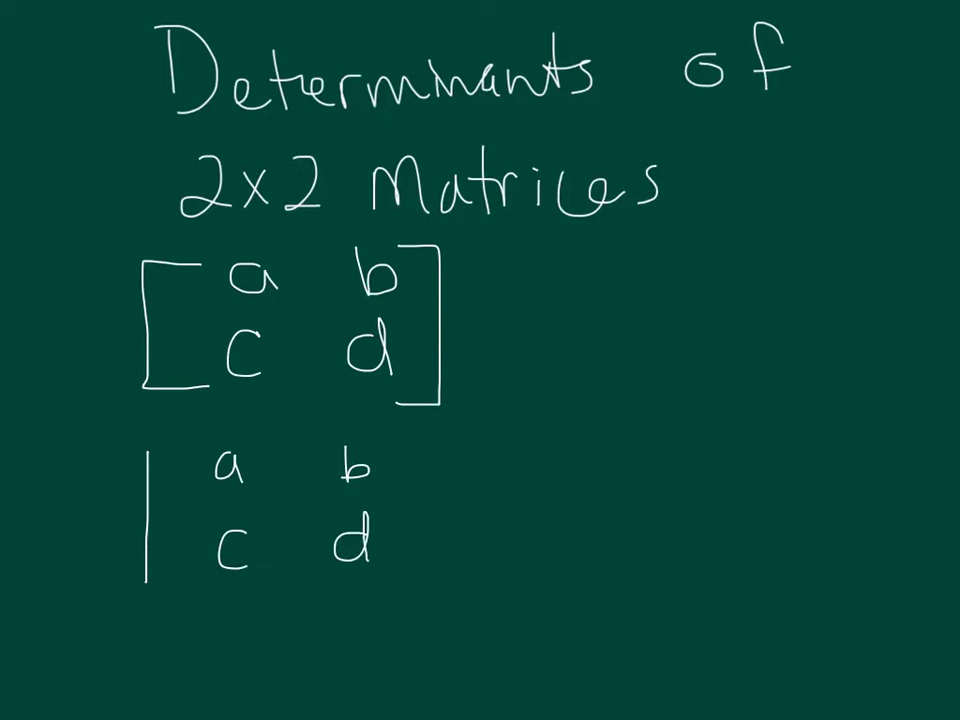 Determinants of
2x2 Matrices
[ a b ]
[ c d ]
| a b
| c d